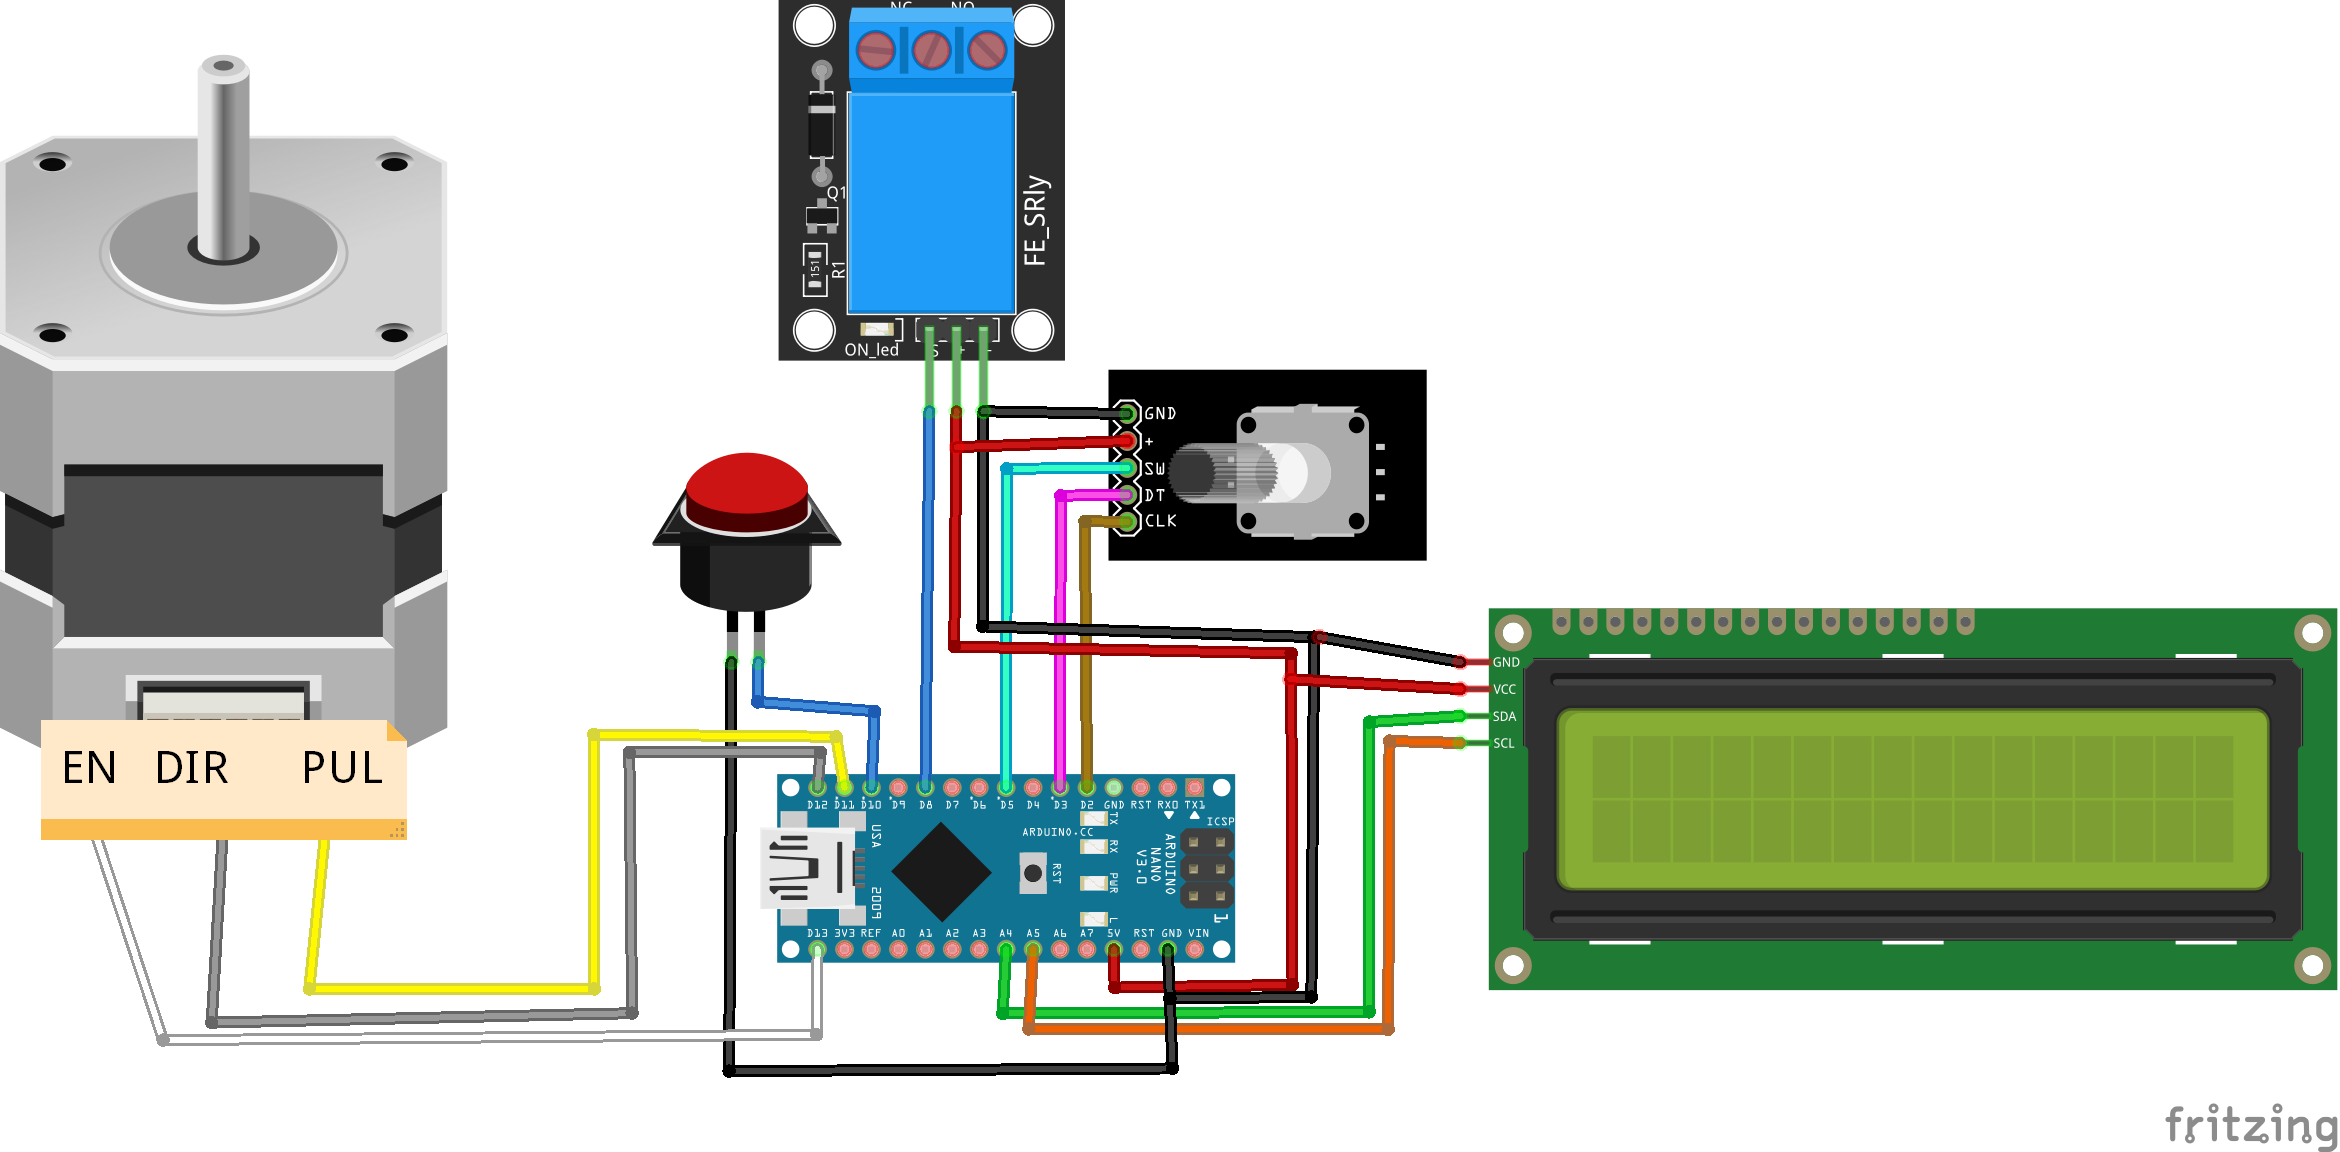 NC NO
Q1
R1
151
FE_SRly
ON_led
S + -
GND
+
SW
DT
CLK
GND
VCC
SDA
SCL
EN DIR PUL
D12 D11 D10 D9 D8 D7 D6 D5 D4 D3 D2 GND RST RX0 TX1
USA
5009
ARDUINO.CC
RST
TX
RX
PWR
L
ARDUINO
NANO
V3.0
ICSP
1
D13 3V3 REF A0 A1 A2 A3 A4 A5 A6 A7 5V RST GND VIN
fritzing